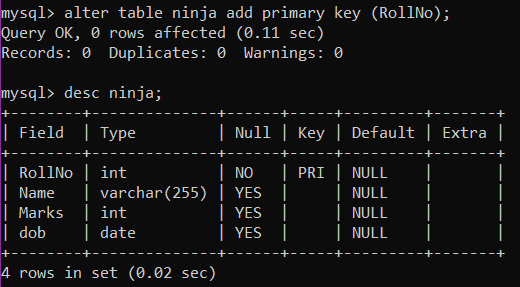 mysql> alter table ninja add primary key (RollNo);
Query OK, 0 rows affected (0.11 sec)
Records: 0  Duplicates: 0  Warnings: 0

mysql> desc ninja;
+--------+--------------+------+-----+---------+-------+
| Field  | Type         | Null | Key | Default | Extra |
+--------+--------------+------+-----+---------+-------+
| RollNo | int          | NO   | PRI | NULL    |       |
| Name   | varchar(255) | YES  |     | NULL    |       |
| Marks  | int          | YES  |     | NULL    |       |
| dob    | date         | YES  |     | NULL    |       |
+--------+--------------+------+-----+---------+-------+
4 rows in set (0.02 sec)